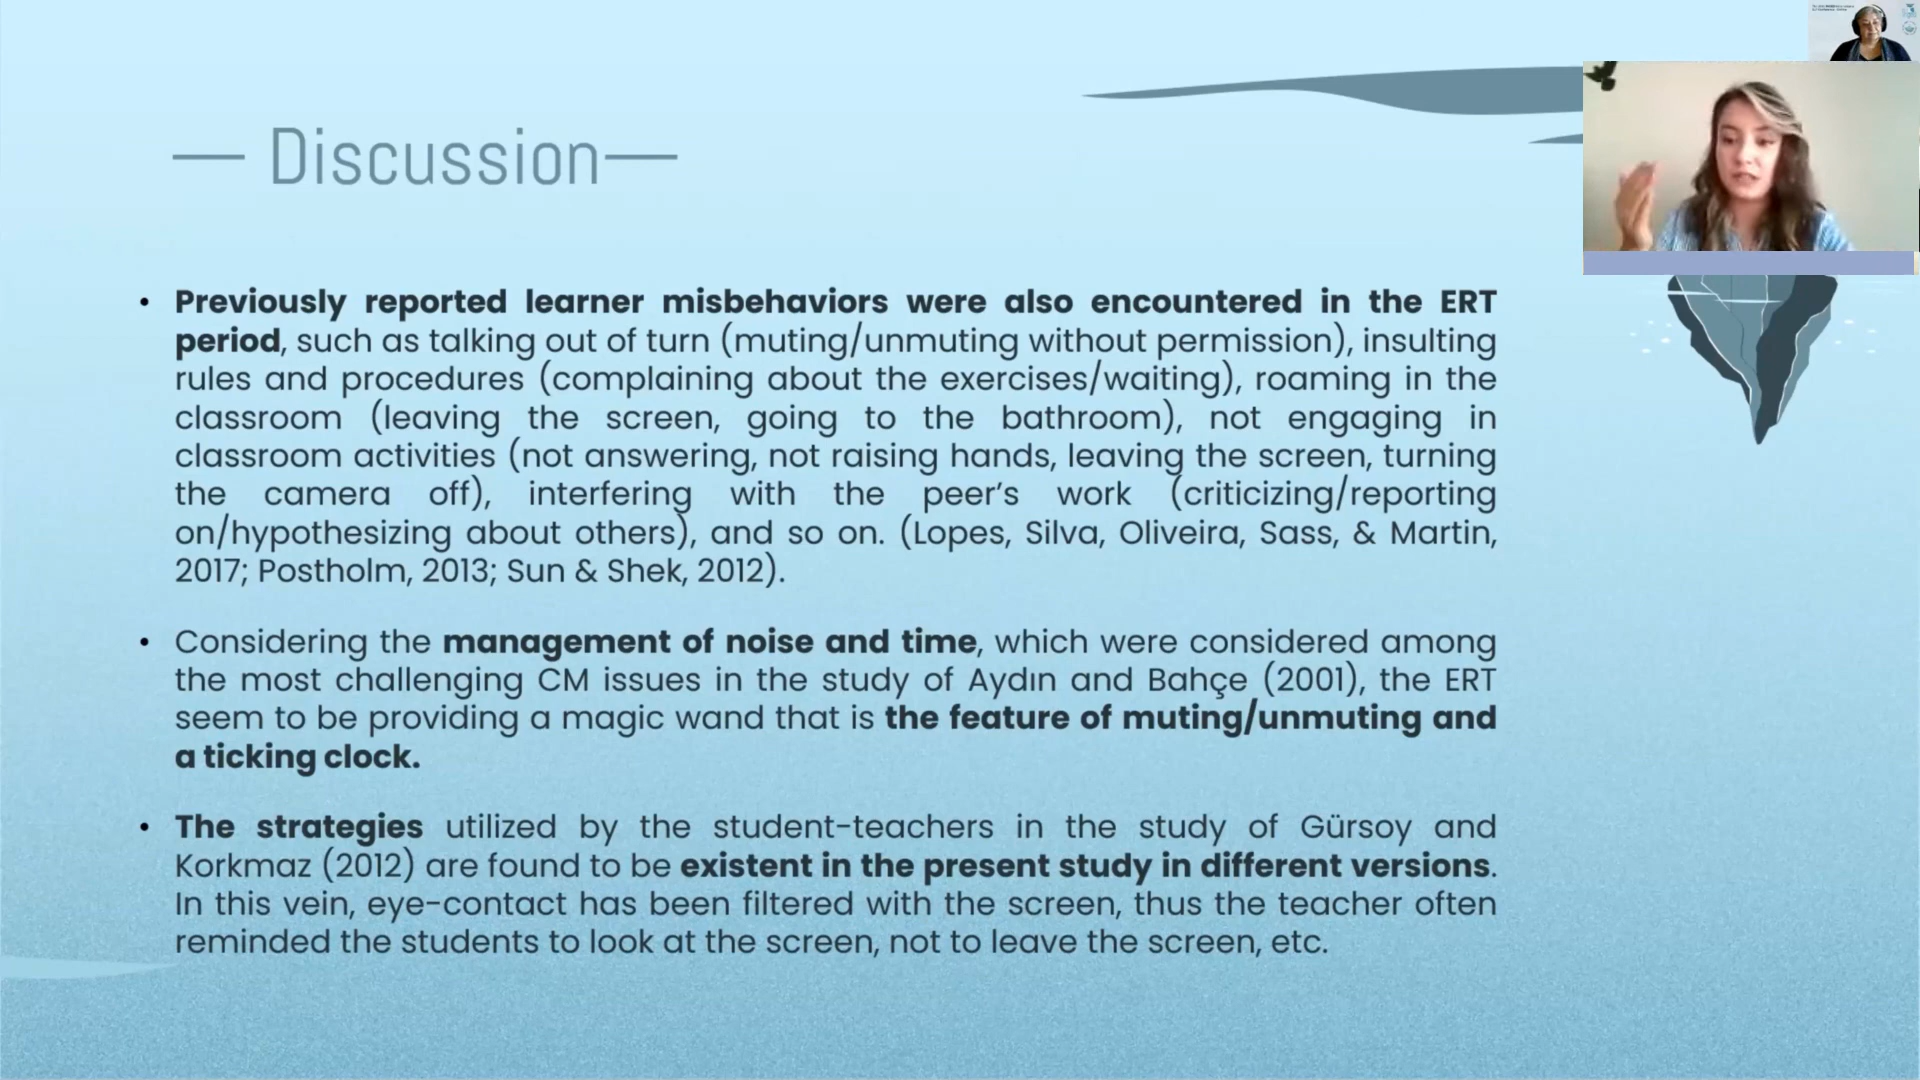 — Discussion—
• Previously reported learner misbehaviors were also encountered in the ERT
period, such as talking out of turn (muting/unmuting without permission), insulting
rules and procedures (complaining about the exercises/waiting), roaming in the
classroom (leaving the screen, going to the bathroom), not engaging in
classroom activities (not answering, not raising hands, leaving the screen, turning
the camera off), interfering with the peer’s work (criticizing/reporting
on/hypothesizing about others), and so on. (Lopes, Silva, Oliveira, Sass, & Martin,
2017; Postholm, 2013; Sun & Shek, 2012).
• Considering the management of noise and time, which were considered among
the most challenging CM issues in the study of Aydın and Bahçe (2001), the ERT
seem to be providing a magic wand that is the feature of muting/unmuting and
a ticking clock.
• The strategies utilized by the student-teachers in the study of Gürsoy and
Korkmaz (2012) are found to be existent in the present study in different versions.
In this vein, eye-contact has been filtered with the screen, thus the teacher often
reminded the students to look at the screen, not to leave the screen, etc.